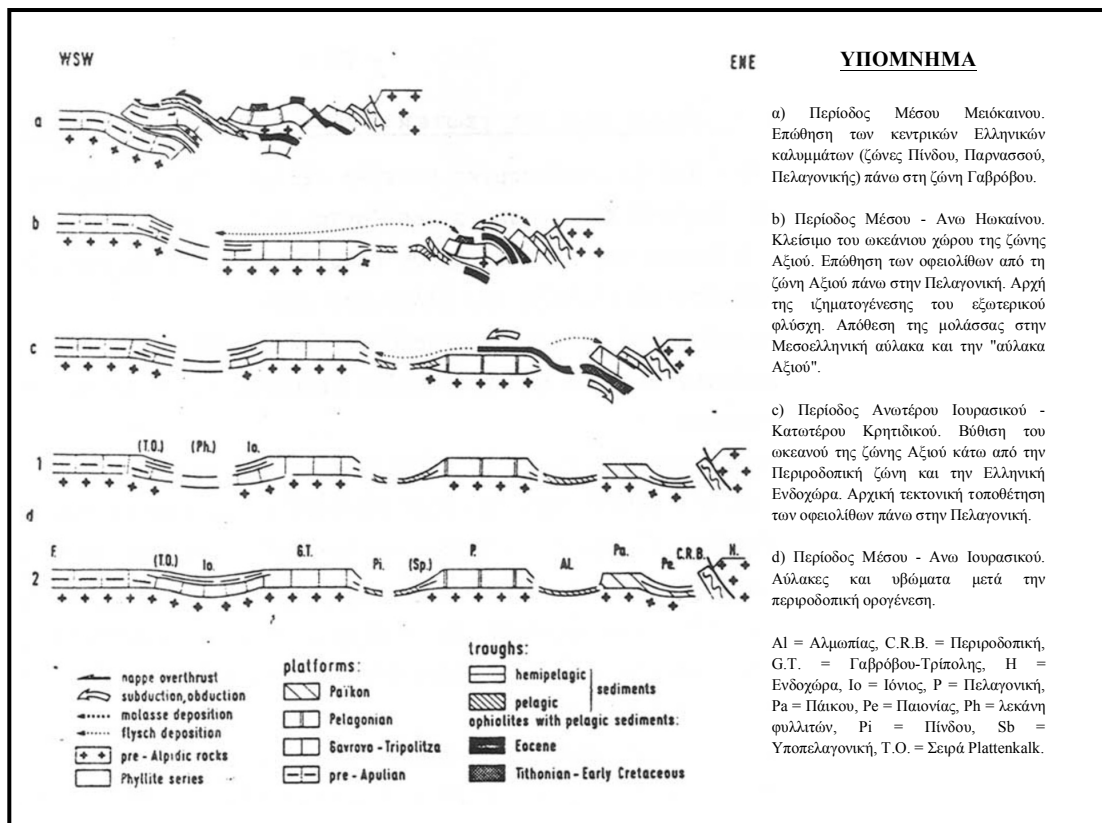 WSW
ENE
a
b
c
(T.O.) (Ph.) Io.
1
d
F. (T.O.) Io. G.T. Pi. (Sp.) P. Al. Pa. Pe. C.R.B. H.
2
nappe overthrust
subduction, obduction
molasse deposition
flysch deposition
pre-Alpidic rocks
Phyllite series
platforms:
Païkon
Pelagonian
Gavrovo-Tripolitza
pre-Apulian
troughs:
hemipelagic
pelagic
sediments
ophiolites with pelagic sediments:
Eocene
Tithonian-Early Cretaceous
ΥΠΟΜΝΗΜΑ
α) Περίοδος Μέσου Μειόκαινου.
Επώθηση των κεντρικών Ελληνικών
καλυμμάτων (ζώνες Πίνδου, Παρνασσού,
Πελαγονικής) πάνω στη ζώνη Γαβρόβου.
b) Περίοδος Μέσου - Ανω Ηωκαίνου.
Κλείσιμο του ωκεάνιου χώρου της ζώνης
Αξιού. Επώθηση των οφειολίθων από τη
ζώνη Αξιού πάνω στην Πελαγονική. Αρχή
της ιζηματογένεσης του εξωτερικού
φλύσχη. Απόθεση της μολάσσας στην
Μεσοελληνική αύλακα και την "αύλακα
Αξιού".
c) Περίοδος Ανωτέρου Ιουρασικού -
Κατωτέρου Κρητιδικού. Βύθιση του
ωκεανού της ζώνης Αξιού κάτω από την
Περιροδοπική ζώνη και την Ελληνική
Ενδοχώρα. Αρχική τεκτονική τοποθέτηση
των οφειολίθων πάνω στην Πελαγονική.
d) Περίοδος Μέσου - Ανω Ιουρασικού.
Αύλακες και υβώματα μετά την
περιροδοπική ορογένεση.
Al = Αλμωπίας, C.R.B. = Περιροδοπική,
G.T. = Γαβρόβου-Τρίπολης, H =
Ενδοχώρα, Io = Ιόνιος, P = Πελαγονική,
Pa = Πάικου, Pe = Παιονίας, Ph = λεκάνη
φυλλιτών, Pi = Πίνδου, Sb =
Υποπελαγονική, T.O. = Σειρά Plattenkalk.